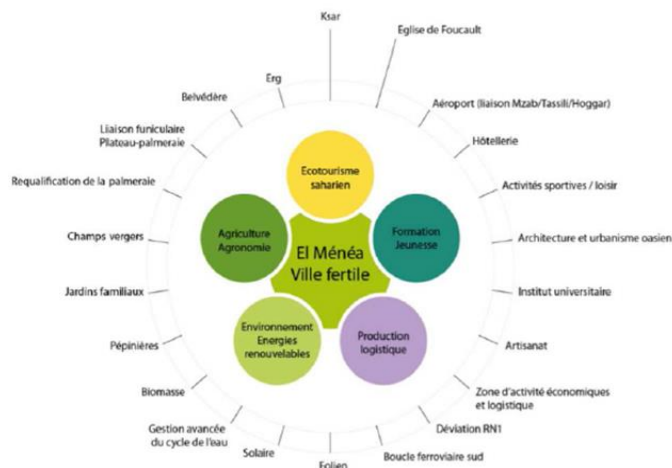 Ksar
Eglise de Foucault
Erg
Belvédère
Aéroport (liaison Mzab/Tassili/Hoggar)
Liaison funiculaire
Plateau-palmeraie
Hôtellerie
Requalification de la palmeraie
Activités sportives / loisir
Ecotourisme
saharien
Champs vergers
Agriculture
Agronomie
El Ménéa
Ville fertile
Formation
Jeunesse
Architecture et urbanisme oasien
Jardins familiaux
Institut universitaire
Environnement
Energies
renouvelables
Production
logistique
Pépinières
Artisanat
Biomasse
Zone d'activité économiques
et logistique
Gestion avancée
du cycle de l'eau
Déviation RN1
Solaire
Eolien
Boucle ferroviaire sud